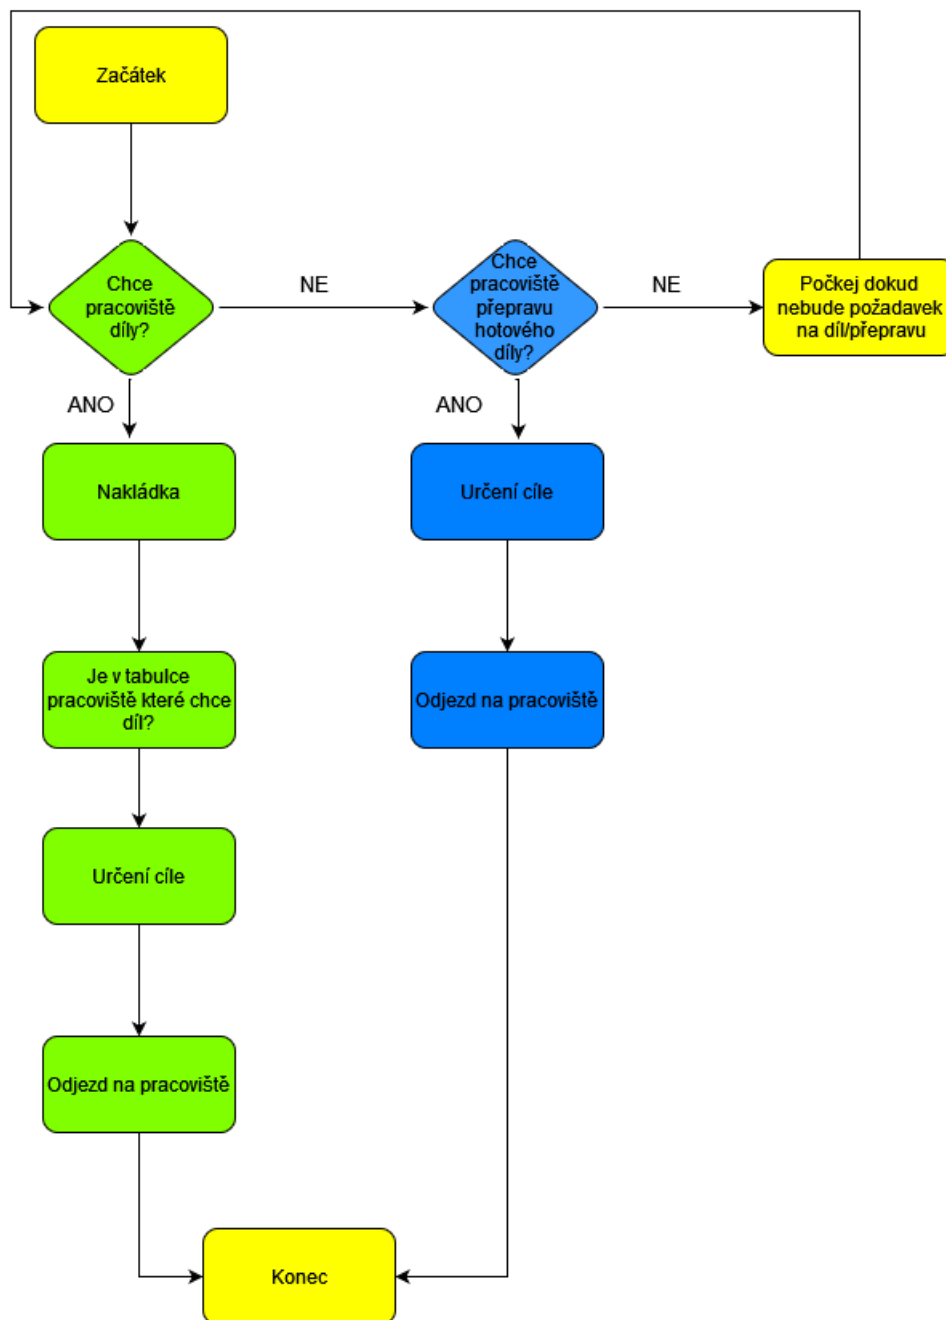 Začátek
Chce
pracoviště
díly?
NE
Chce
pracoviště
přepravu
hotového
díly?
NE
Počkej dokud
nebude požadavek
na díl/přepravu
ANO
ANO
Nakládka
Určení cíle
Je v tabulce
pracoviště které chce
díl?
Odjezd na pracoviště
Určení cíle
Odjezd na pracoviště
Konec